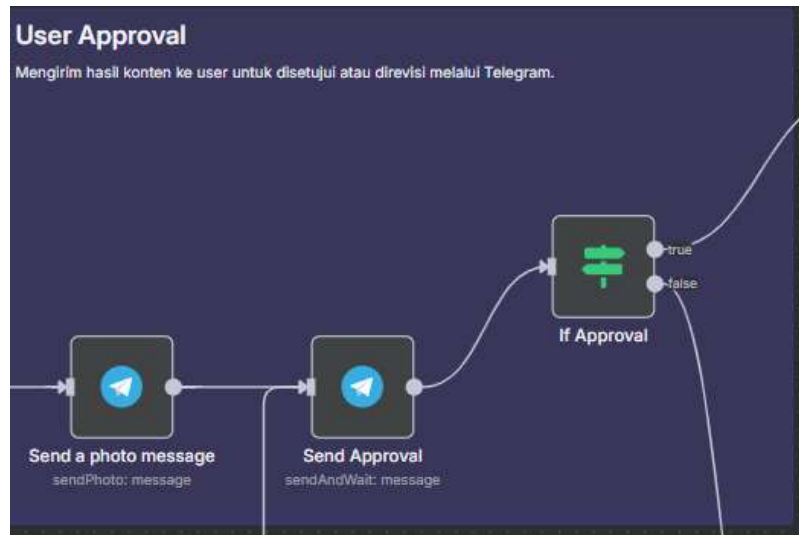 User Approval
Mengirim hasil konten ke user untuk disetujui atau direvisi melalui Telegram.
true
false
If Approval
Send a photo message
sendPhoto: message
Send Approval
sendAndWait: message